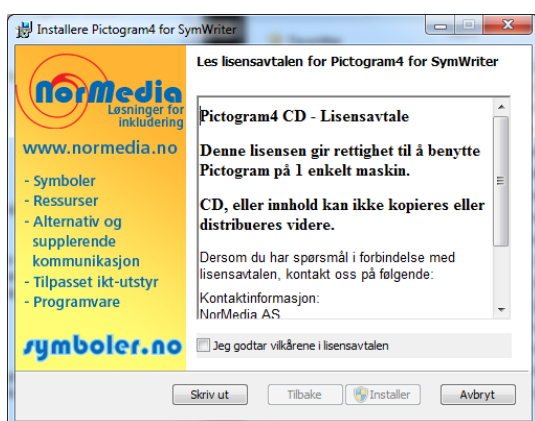 Installere Pictogram4 for SymWriter
NorMedia
Løsninger for
inkludering
www.normedia.no
- Symboler
- Ressurser
- Alternativ og
supplerende
kommunikasjon
- Tilpasset ikt-utstyr
- Programvare
symboler.no
Les lisensavtalen for Pictogram4 for SymWriter
Pictogram4 CD - Lisensavtale
Denne lisensen gir rettighet til å benytte
Pictogram på 1 enkelt maskin.
CD, eller innhold kan ikke kopieres eller
distribueres videre.
Dersom du har spørsmål i forbindelse med
lisensavtalen, kontakt oss på følgende:
Kontaktinformasjon:
NorMedia AS
Jeg godtar vilkårene i lisensavtalen
Skriv ut
Tilbake
Installer
Avbryt